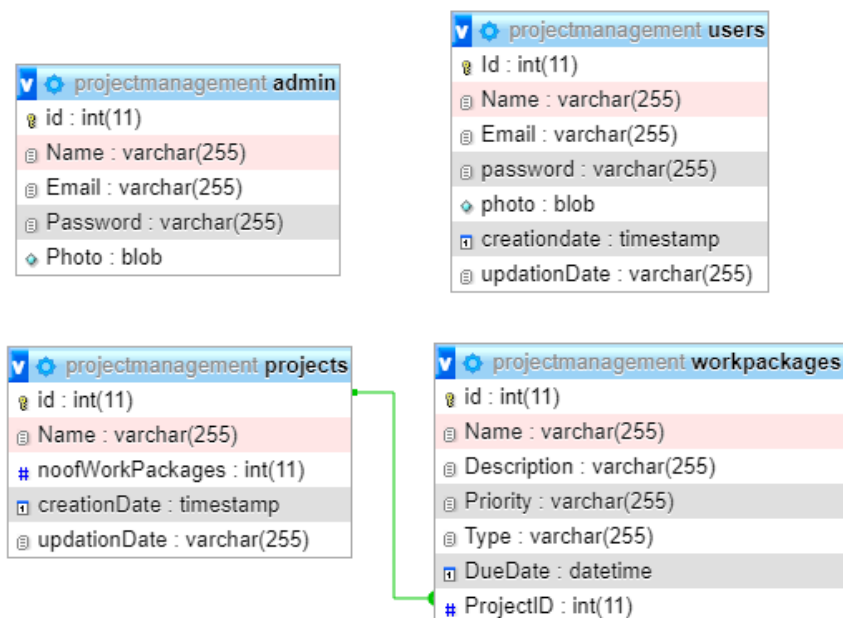 projectmanagement admin
id : int(11)
Name : varchar(255)
Email : varchar(255)
Password : varchar(255)
Photo : blob
projectmanagement users
Id : int(11)
Name : varchar(255)
Email : varchar(255)
password : varchar(255)
photo : blob
creationdate : timestamp
updationDate : varchar(255)
projectmanagement projects
id : int(11)
Name : varchar(255)
# noofWorkPackages : int(11)
creationDate : timestamp
updationDate : varchar(255)
projectmanagement workpackages
id : int(11)
Name : varchar(255)
Description : varchar(255)
Priority : varchar(255)
Type : varchar(255)
DueDate : datetime
# ProjectID : int(11)